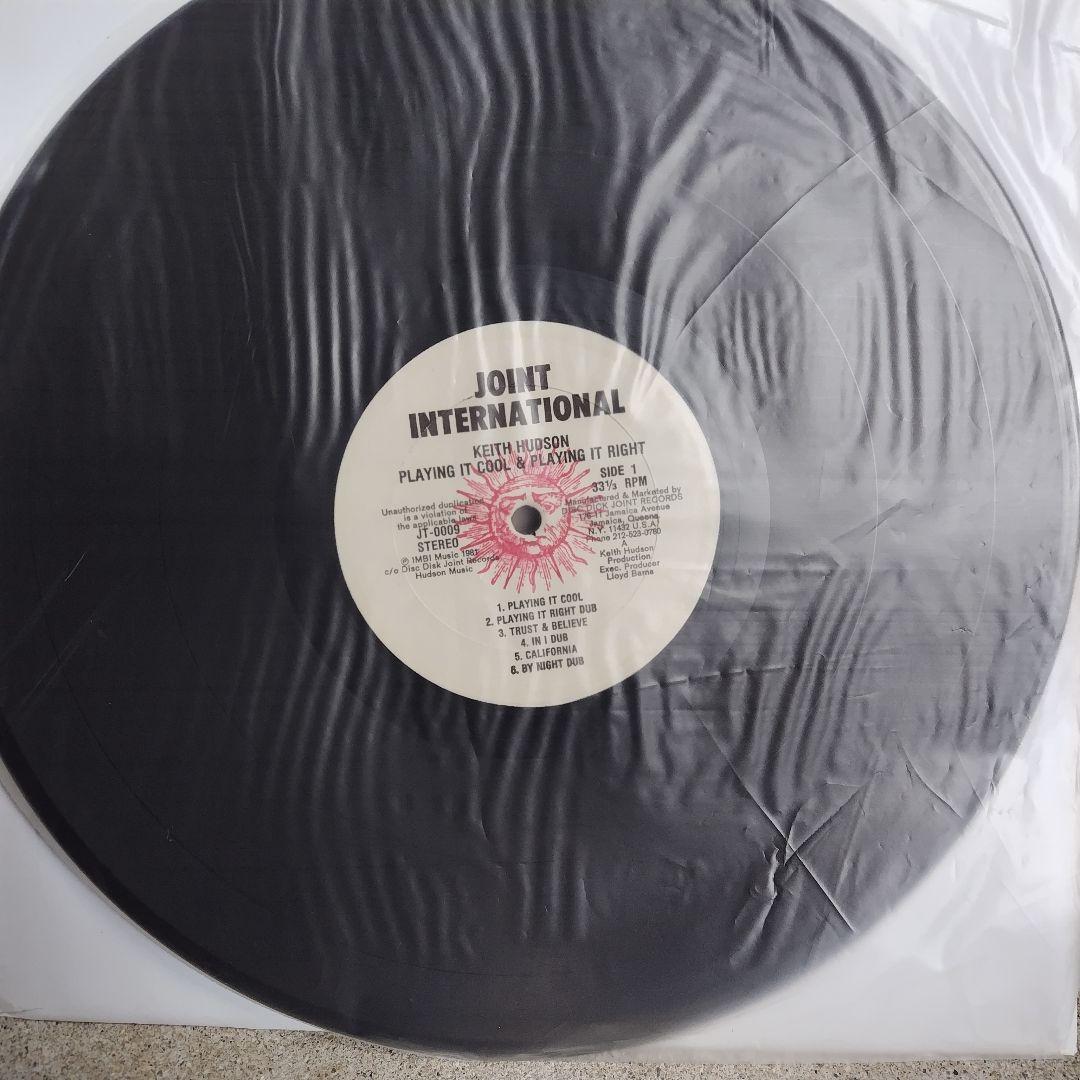 JOINT
INTERNATIONAL
KEITH HUDSON
PLAYING IT COOL & PLAYING IT RIGHT
SIDE 1
33⅓ RPM
Unauthorized duplication
is a violation of
the applicable laws
JT-0009
STEREO
℗ IMBI Music 1981
c/o Disc Disk Joint Records
Hudson Music
Manufactured & Marketed by
DISC DICK JOINT RECORDS
Jamaica Avenue
Jamaica, Queens
N.Y. 11432 U.S.A.
Phone 212-523-0780
A
Keith Hudson
Production
Exec. Producer
Lloyd Barns
1. PLAYING IT COOL
2. PLAYING IT RIGHT DUB
3. TRUST & BELIEVE
4. IN I DUB
5. CALIFORNIA
6. BY NIGHT DUB